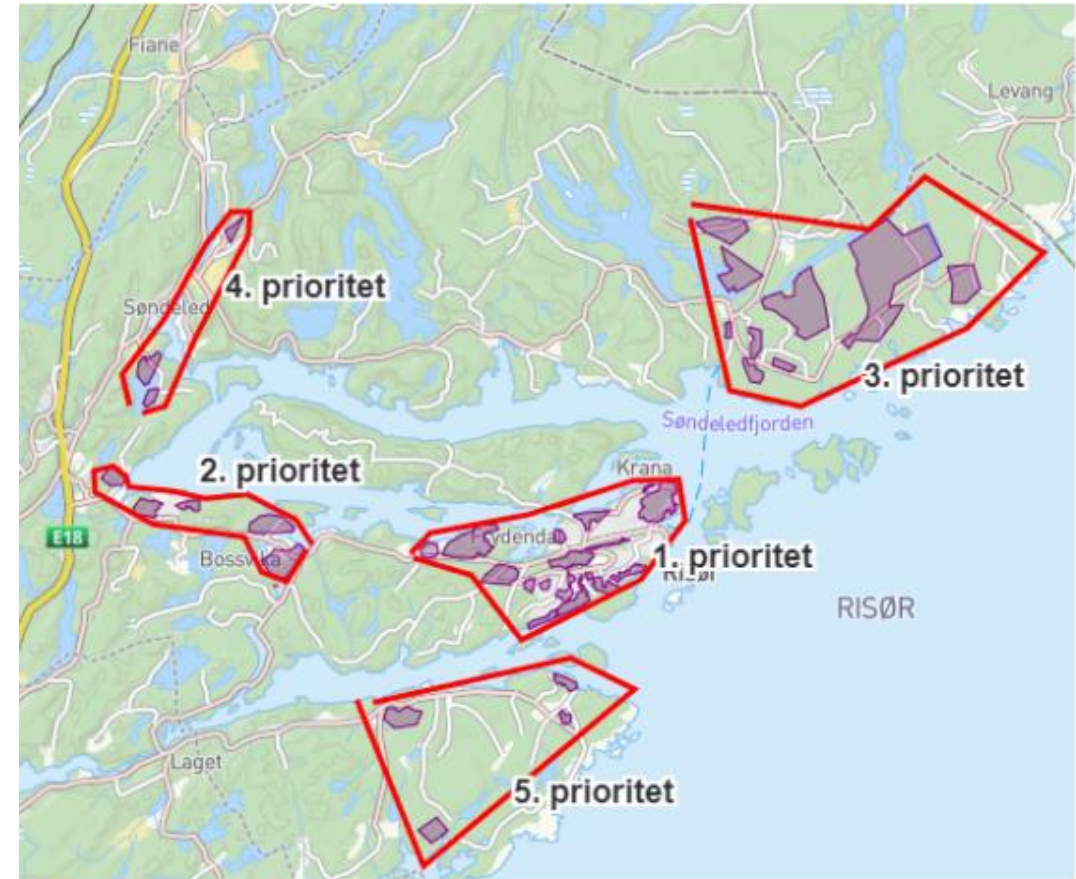 Fiane
Levang
4. prioritet
Søndeled
3. prioritet
Søndeledfjorden
Krana
2. prioritet
E18
Frydendal
Bossvika
1. prioritet
Risør
RISØR
Laget
5. prioritet